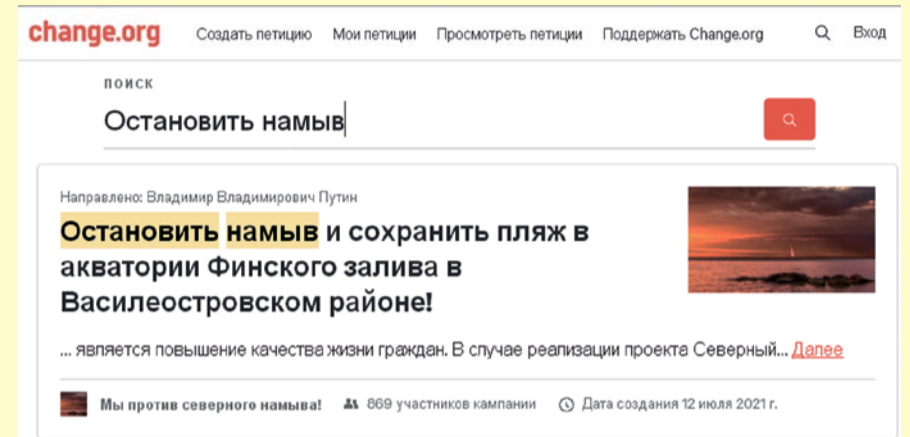 change.org Создать петицию Мои петиции Просмотреть петиции Поддержать Change.org Вход
ПОИСК
Остановить намыв
Направлено: Владимир Владимирович Путин
Остановить намыв и сохранить пляж в
акватории Финского залива в
Василеостровском районе!
... является повышение качества жизни граждан. В случае реализации проекта Северный... Далее
Мы против северного намыва! 869 участников кампании Дата создания 12 июля 2021 г.